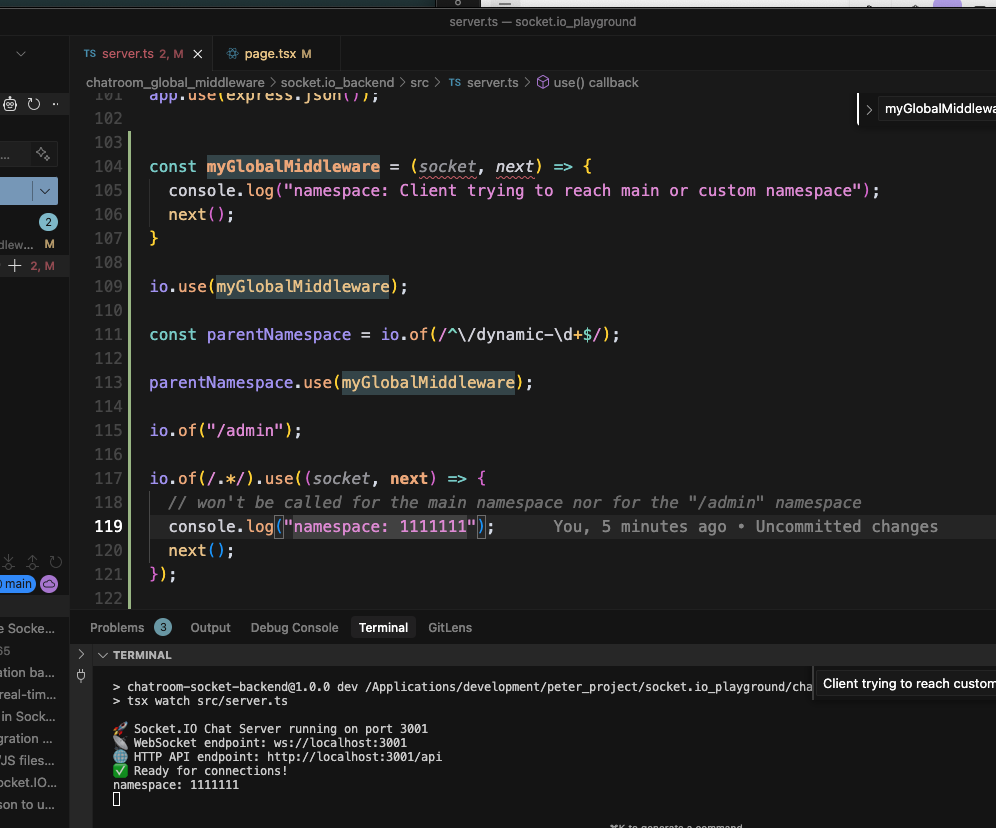 server.ts — socket.io_playground
TS server.ts 2, M
page.tsx M
chatroom_global_middleware > socket.io_backend > src > TS server.ts > use() callback
101 app.use(express.json());
102
103
104 const myGlobalMiddleware = (socket, next) => {
105 console.log("namespace: Client trying to reach main or custom namespace");
106 next();
107 }
108
109 io.use(myGlobalMiddleware);
110
111 const parentNamespace = io.of(/^\/dynamic-\d+$/);
112
113 parentNamespace.use(myGlobalMiddleware);
114
115 io.of("/admin");
116
117 io.of(/.*/).use((socket, next) => {
118 // won't be called for the main namespace nor for the "/admin" namespace
119 console.log("namespace: 1111111"); You, 5 minutes ago • Uncommitted changes
120 next();
121 });
122
> myGlobalMiddlewa
...
2
dlew... M
2, M
main
e Socke...
65
ation ba...
real-tim...
in Sock...
gration ...
/JS files...
ocket.IO...
son to u...
Problems 3 Output Debug Console Terminal GitLens
TERMINAL
> chatroom-socket-backend@1.0.0 dev /Applications/development/peter_project/socket.io_playground/cha
> tsx watch src/server.ts
🚀 Socket.IO Chat Server running on port 3001
📡 WebSocket endpoint: ws://localhost:3001
🌐 HTTP API endpoint: http://localhost:3001/api
✅ Ready for connections!
namespace: 1111111
Client trying to reach custom
⌘K to generate a command